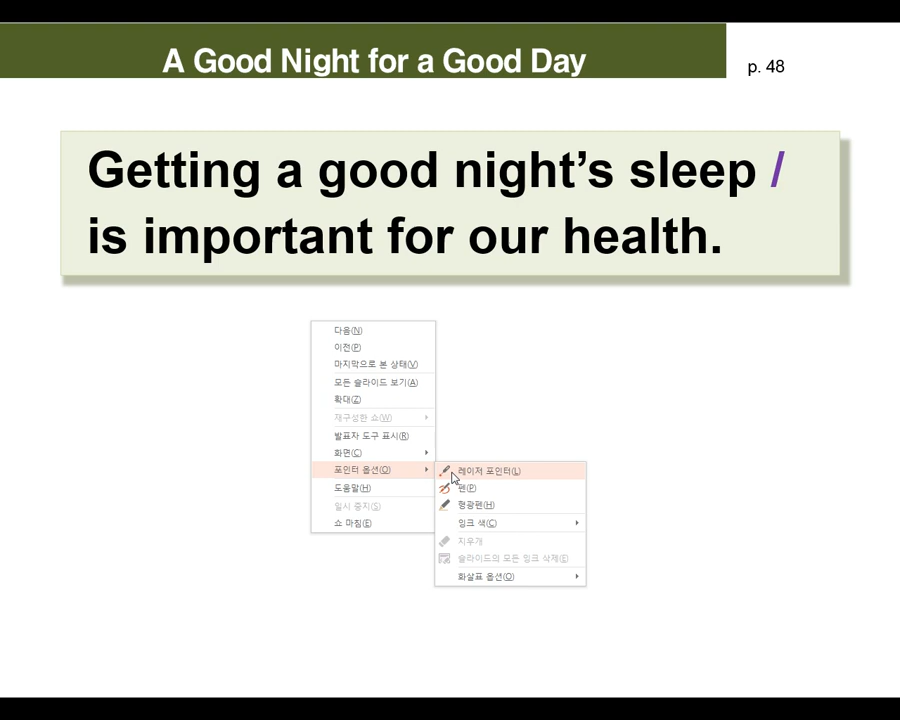 A Good Night for a Good Day
p. 48
Getting a good night’s sleep /
is important for our health.
다음(N)
이전(P)
마지막으로 본 상태(V)
모든 슬라이드 보기(A)
확대(Z)
재구성한 쇼(W)
발표자 도구 표시(R)
화면(C)
포인터 옵션(O)
도움말(H)
일시 중지(S)
쇼 마침(E)
레이저 포인터(L)
펜(P)
형광펜(H)
잉크 색(C)
지우개
슬라이드의 모든 잉크 삭제(E)
화살표 옵션(O)